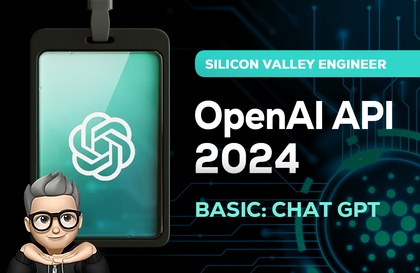 SILICON VALLEY ENGINEER
OpenAI API
2024
BASIC: CHAT GPT